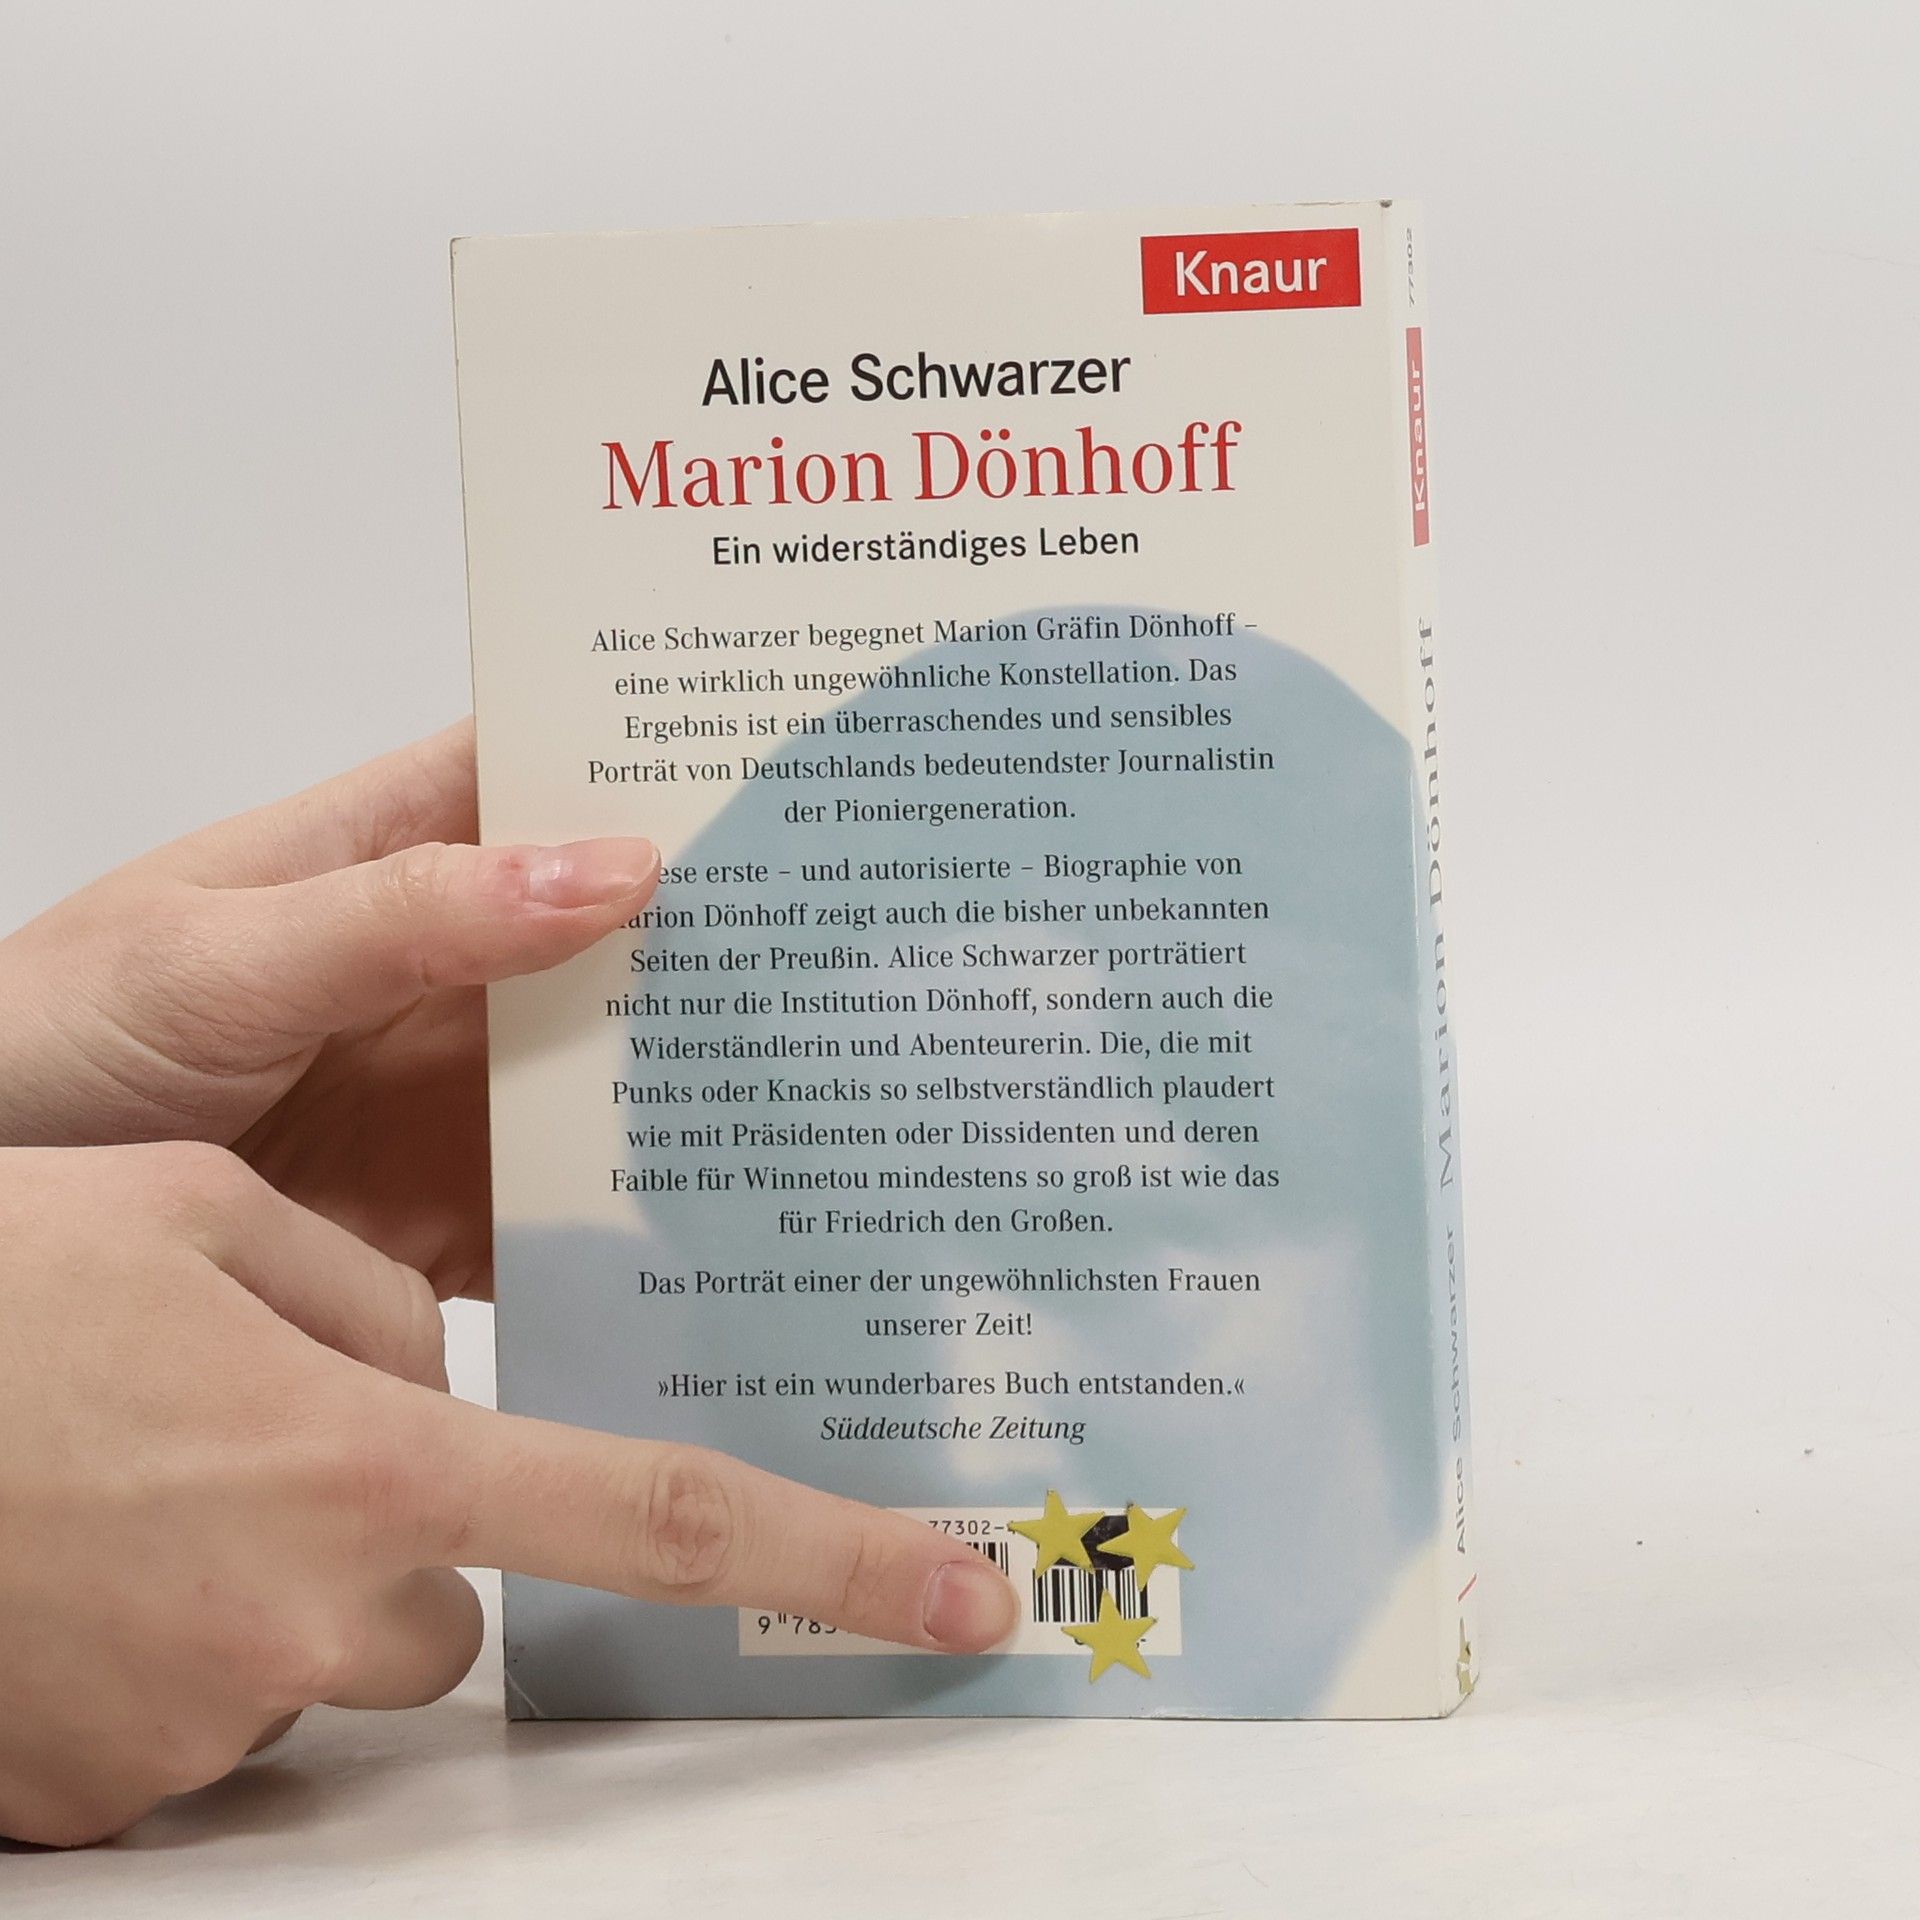 Knaur
Alice Schwarzer
Marion Dönhoff
Ein widerständiges Leben
Alice Schwarzer begegnet Marion Gräfin Dönhoff –
eine wirklich ungewöhnliche Konstellation. Das
Ergebnis ist ein überraschendes und sensibles
Porträt von Deutschlands bedeutendster Journalistin
der Pioniergeneration.
erste – und autorisierte – Biographie von
Dönhoff zeigt auch die bisher unbekannten
Seiten der Preußin. Alice Schwarzer porträtiert
nicht nur die Institution Dönhoff, sondern auch die
Widerständlerin und Abenteurerin. Die, die mit
Punks oder Knackis so selbstverständlich plaudert
wie mit Präsidenten oder Dissidenten und deren
Faible für Winnetou mindestens so groß ist wie das
für Friedrich den Großen.
Das Porträt einer der ungewöhnlichsten Frauen
unserer Zeit!
»Hier ist ein wunderbares Buch entstanden.«
Süddeutsche Zeitung
77302-
9 78
77302
Knaur
Alice Schwarzer Marion Dönhoff